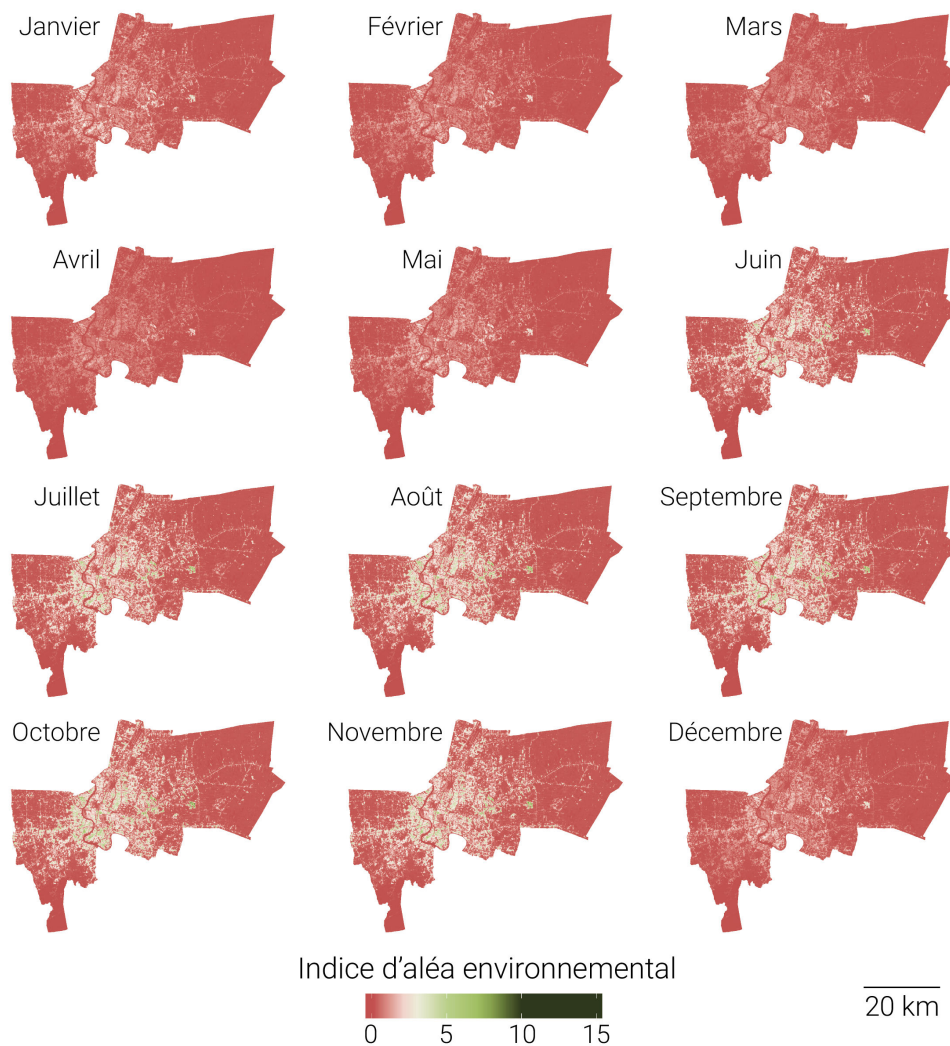 Janvier
Février
Mars
Avril
Mai
Juin
Juillet
Août
Septembre
Octobre
Novembre
Décembre
Indice d’aléa environnemental
0 5 10 15
20 km